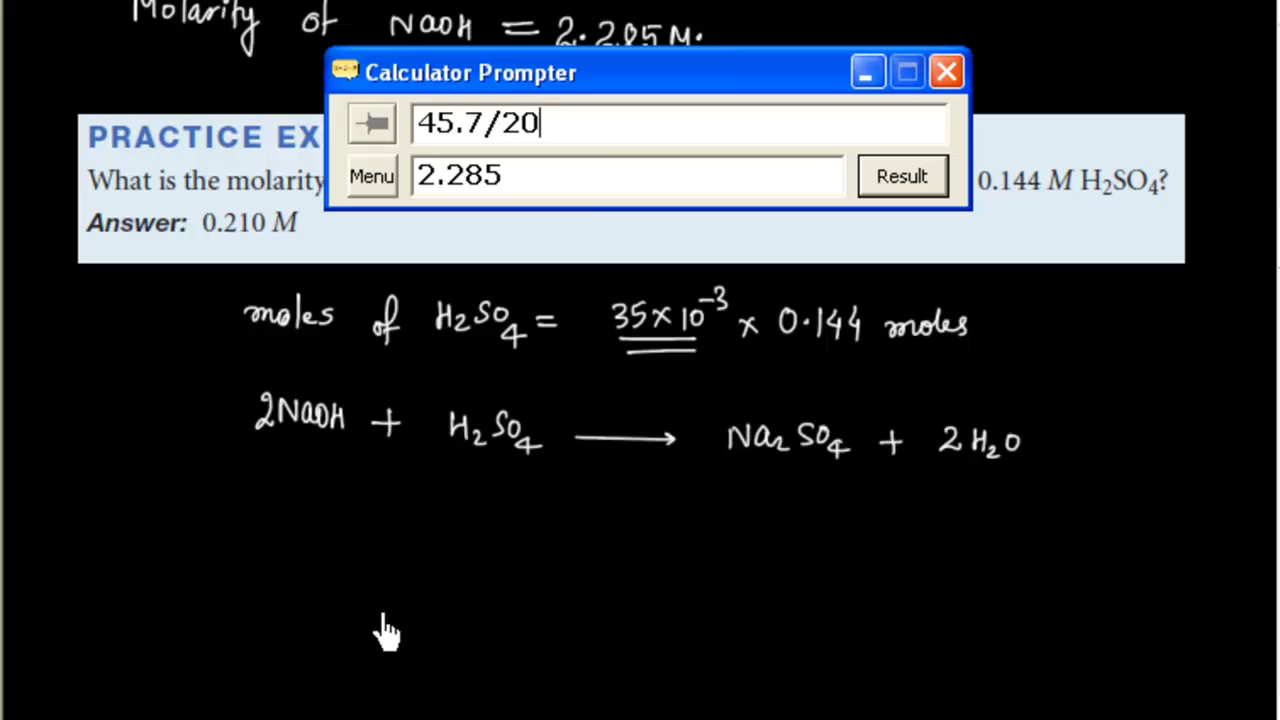 Molarity of NaOH = 2.285 M.
Calculator Prompter
45.7/20
Menu 2.285 Result
PRACTICE EX
What is the molarity 0.144 M H₂SO₄?
Answer: 0.210 M
moles of H₂SO₄ = 35×10⁻³ × 0.144 moles
2NaOH + H₂SO₄ ⟶ Na₂SO₄ + 2H₂O